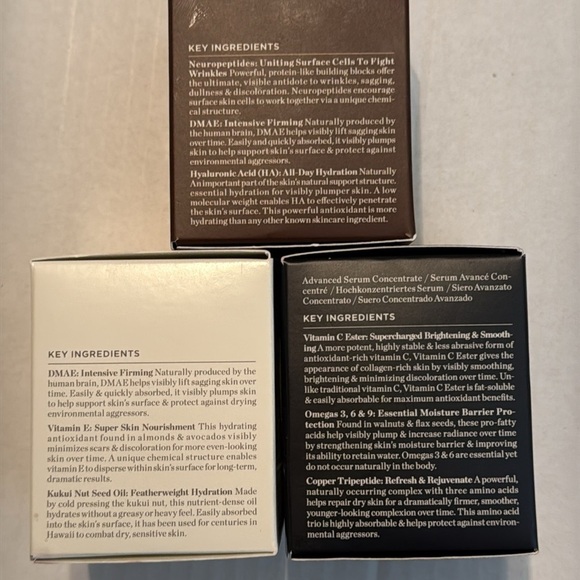 KEY INGREDIENTS
Neuropeptides: Uniting Surface Cells To Fight
Wrinkles Powerful, protein-like building blocks offer
the ultimate, visible antidote to wrinkles, sagging,
dullness & discoloration. Neuropeptides encourage
surface skin cells to work together via a unique chemi-
cal structure.
DMAE: Intensive Firming Naturally produced by
the human brain, DMAE helps visibly lift sagging skin
over time. Easily and quickly absorbed, it visibly plumps
skin to help support skin's surface & protect against
environmental aggressors.
Hyaluronic Acid (HA): All-Day Hydration Naturally
An important part of the skin's natural support structure,
essential hydration for visibly plumper skin. A low
molecular weight enables HA to effectively penetrate
the skin's surface. This powerful antioxidant is more
hydrating than any other known skincare ingredient.
KEY INGREDIENTS
DMAE: Intensive Firming Naturally produced by the
human brain, DMAE helps visibly lift sagging skin over
time. Easily & quickly absorbed, it visibly plumps skin
to help support skin's surface & protect against drying
environmental aggressors.
Vitamin E: Super Skin Nourishment This hydrating
antioxidant found in almonds & avocados visibly
minimizes scars & discoloration for more even-looking
skin over time. A unique chemical structure enables
vitamin E to disperse within skin's surface for long-term,
dramatic results.
Kukui Nut Seed Oil: Featherweight Hydration Made
by cold pressing the kukui nut, this nutrient-dense oil
hydrates without a greasy or heavy feel. Easily absorbed
into the skin's surface, it has been used for centuries in
Hawaii to combat dry, sensitive skin.
Advanced Serum Concentrate / Serum Avancé Con-
centré / Hochkonzentriertes Serum / Siero Avanzato
Concentrato / Suero Concentrado Avanzado
KEY INGREDIENTS
Vitamin C Ester: Supercharged Brightening & Smooth-
ing A more potent, highly stable & less abrasive form of
antioxidant-rich vitamin C, Vitamin C Ester gives the
appearance of collagen-rich skin by visibly smoothing,
brightening & minimizing discoloration over time. Un-
like traditional vitamin C, Vitamin C Ester is fat-soluble
& easily absorbable for maximum antioxidant benefits.
Omegas 3, 6 & 9: Essential Moisture Barrier Pro-
tection Found in walnuts & flax seeds, these pro-fatty
acids help visibly plump & increase radiance over time
by strengthening skin's moisture barrier & improving
its ability to retain water. Omegas 3 & 6 are essential yet
do not occur naturally in the body.
Copper Tripeptide: Refresh & Rejuvenate A powerful,
naturally occurring complex with three amino acids
helps repair dry skin for a dramatically firmer, smoother,
younger-looking complexion over time. This amino acid
trio is highly absorbable & helps protect against environ-
mental aggressors.